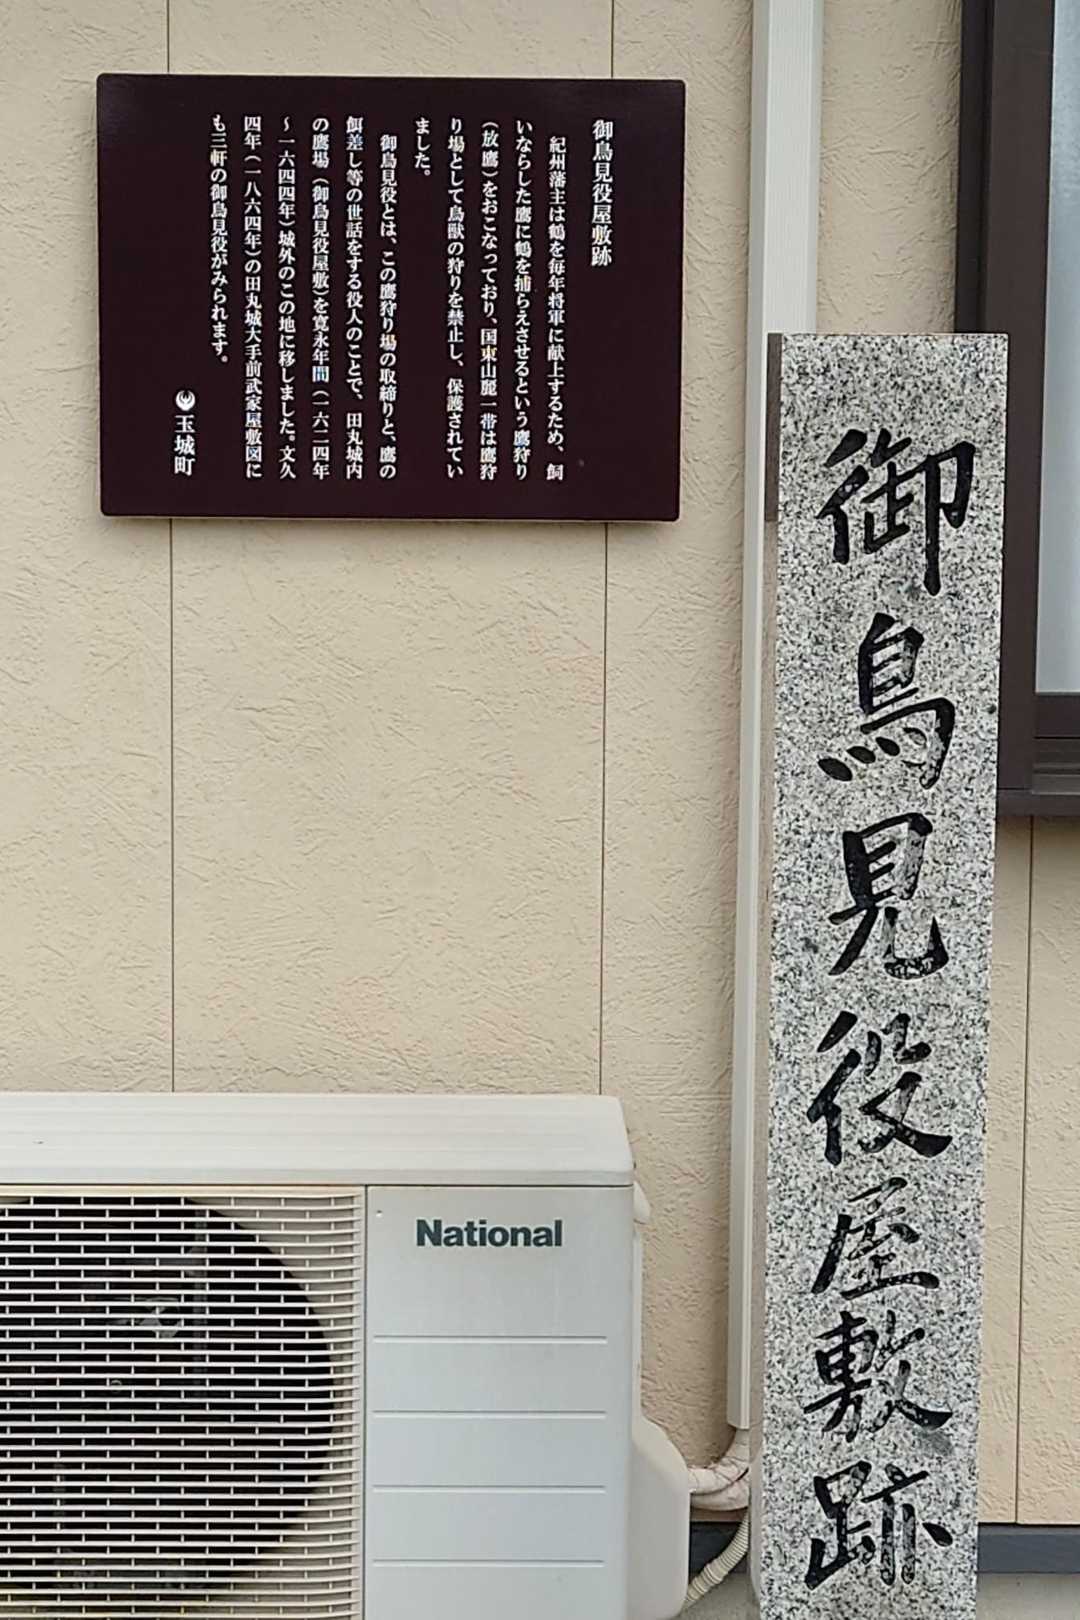 御鳥見役屋敷跡
紀州藩主は鶴を毎年将軍に献上するため、飼
いならした鷹に鶴を捕らえさせるという鷹狩り
(放鷹)をおこなっており、国東山麓一帯は鷹狩
り場として鳥獣の狩りを禁止し、保護されてい
ました。
御鳥見役とは、この鷹狩り場の取締りと、鷹の
餌差し等の世話をする役人のことで、田丸城内
の鷹場(御鳥見役屋敷)を寛永年間(一六二四年
～一六四四年)城外のこの地に移しました。文久
四年(一八六四年)の田丸城大手前武家屋敷図に
も三軒の御鳥見役がみられます。
玉城町
御鳥見役屋敷跡
National